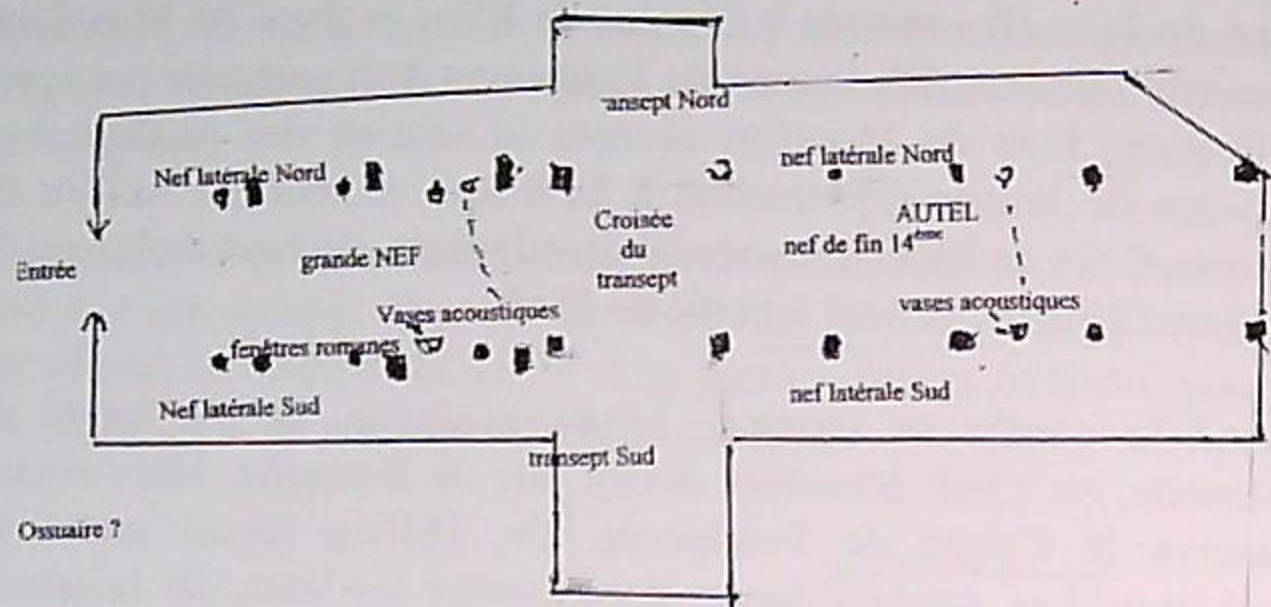 ansept Nord
Nef latérale Nord
nef latérale Nord
Croisée
du
transept
AUTEL
nef de fin 14ème
Entrée
grande NEF
Vases acoustiques
vases acoustiques
fenêtres romanes
Nef latérale Sud
nef latérale Sud
transept Sud
Ossuaire ?